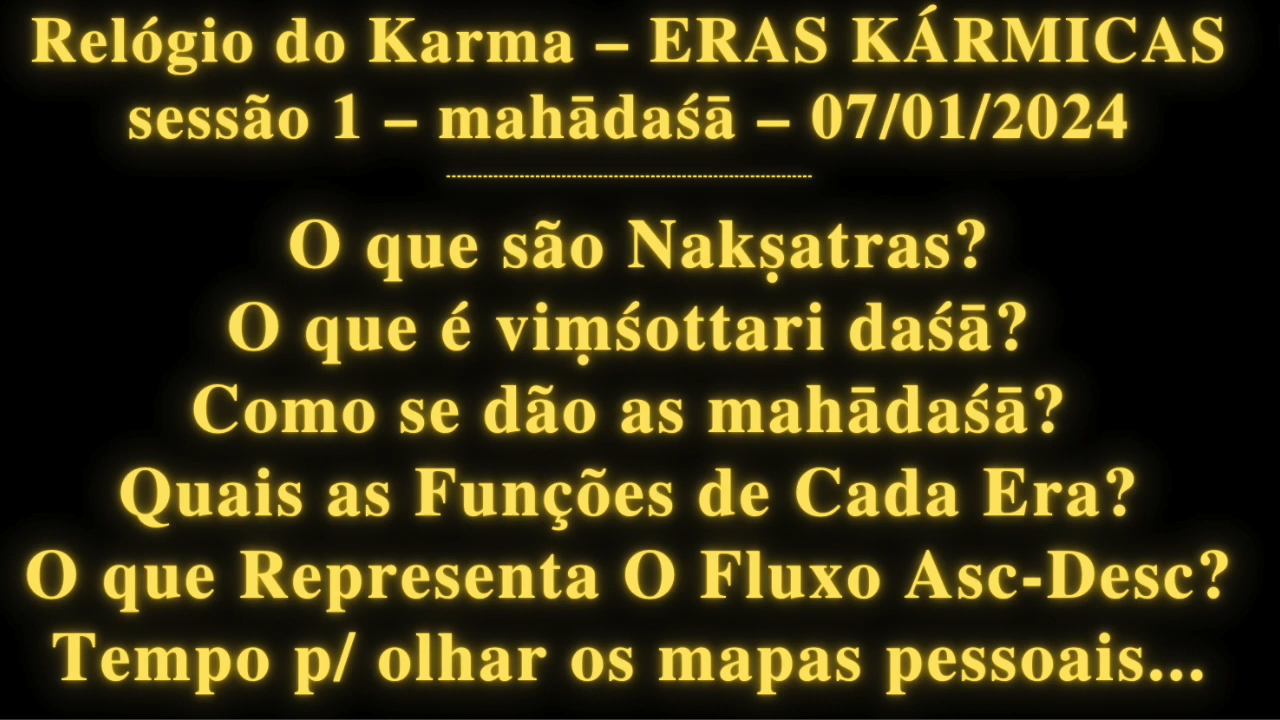 Relógio do Karma – ERAS KÁRMICAS
sessão 1 – mahādaśā – 07/01/2024
O que são Nakṣatras?
O que é viṃśottari daśā?
Como se dão as mahādaśā?
Quais as Funções de Cada Era?
O que Representa O Fluxo Asc-Desc?
Tempo p/ olhar os mapas pessoais...